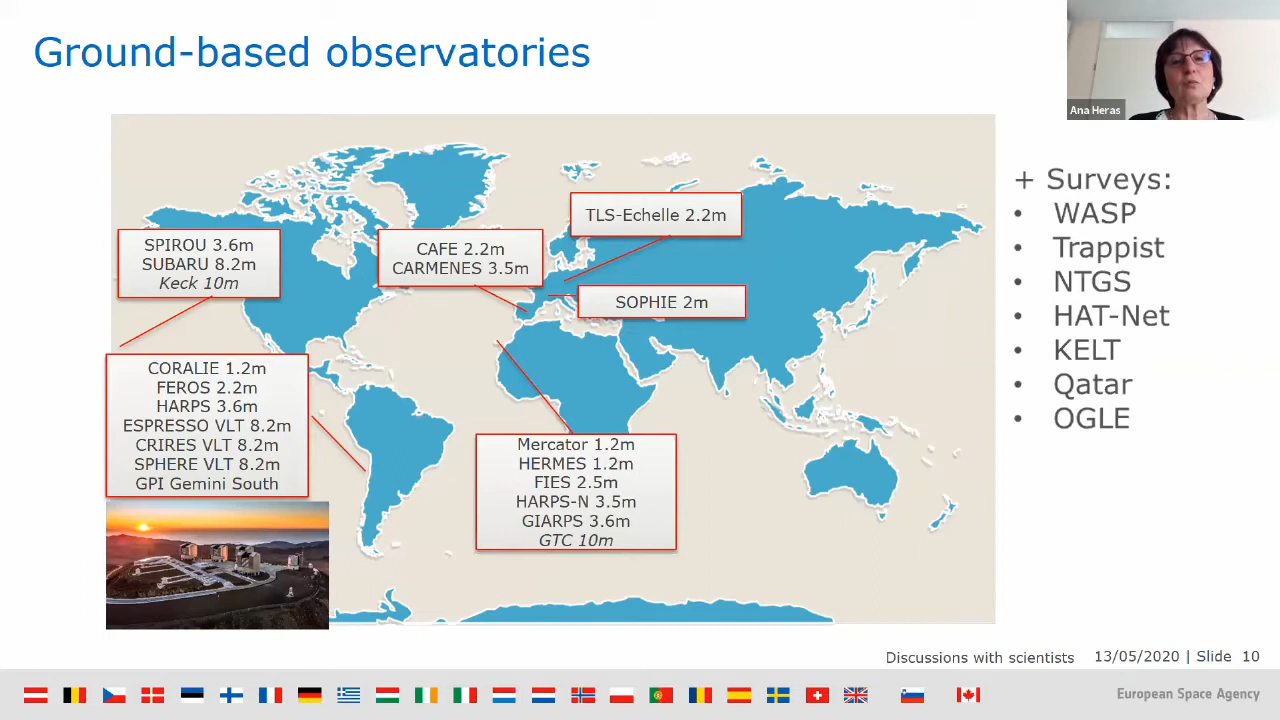 Ground-based observatories
Ana Heras
+ Surveys:
• WASP
• Trappist
• NTGS
• HAT-Net
• KELT
• Qatar
• OGLE
TLS-Echelle 2.2m
SPIROU 3.6m
SUBARU 8.2m
Keck 10m
CAFE 2.2m
CARMENES 3.5m
SOPHIE 2m
CORALIE 1.2m
FEROS 2.2m
HARPS 3.6m
ESPRESSO VLT 8.2m
CRIRES VLT 8.2m
SPHERE VLT 8.2m
GPI Gemini South
Mercator 1.2m
HERMES 1.2m
FIES 2.5m
HARPS-N 3.5m
GIARPS 3.6m
GTC 10m
Discussions with scientists 13/05/2020 | Slide 10
European Space Agency